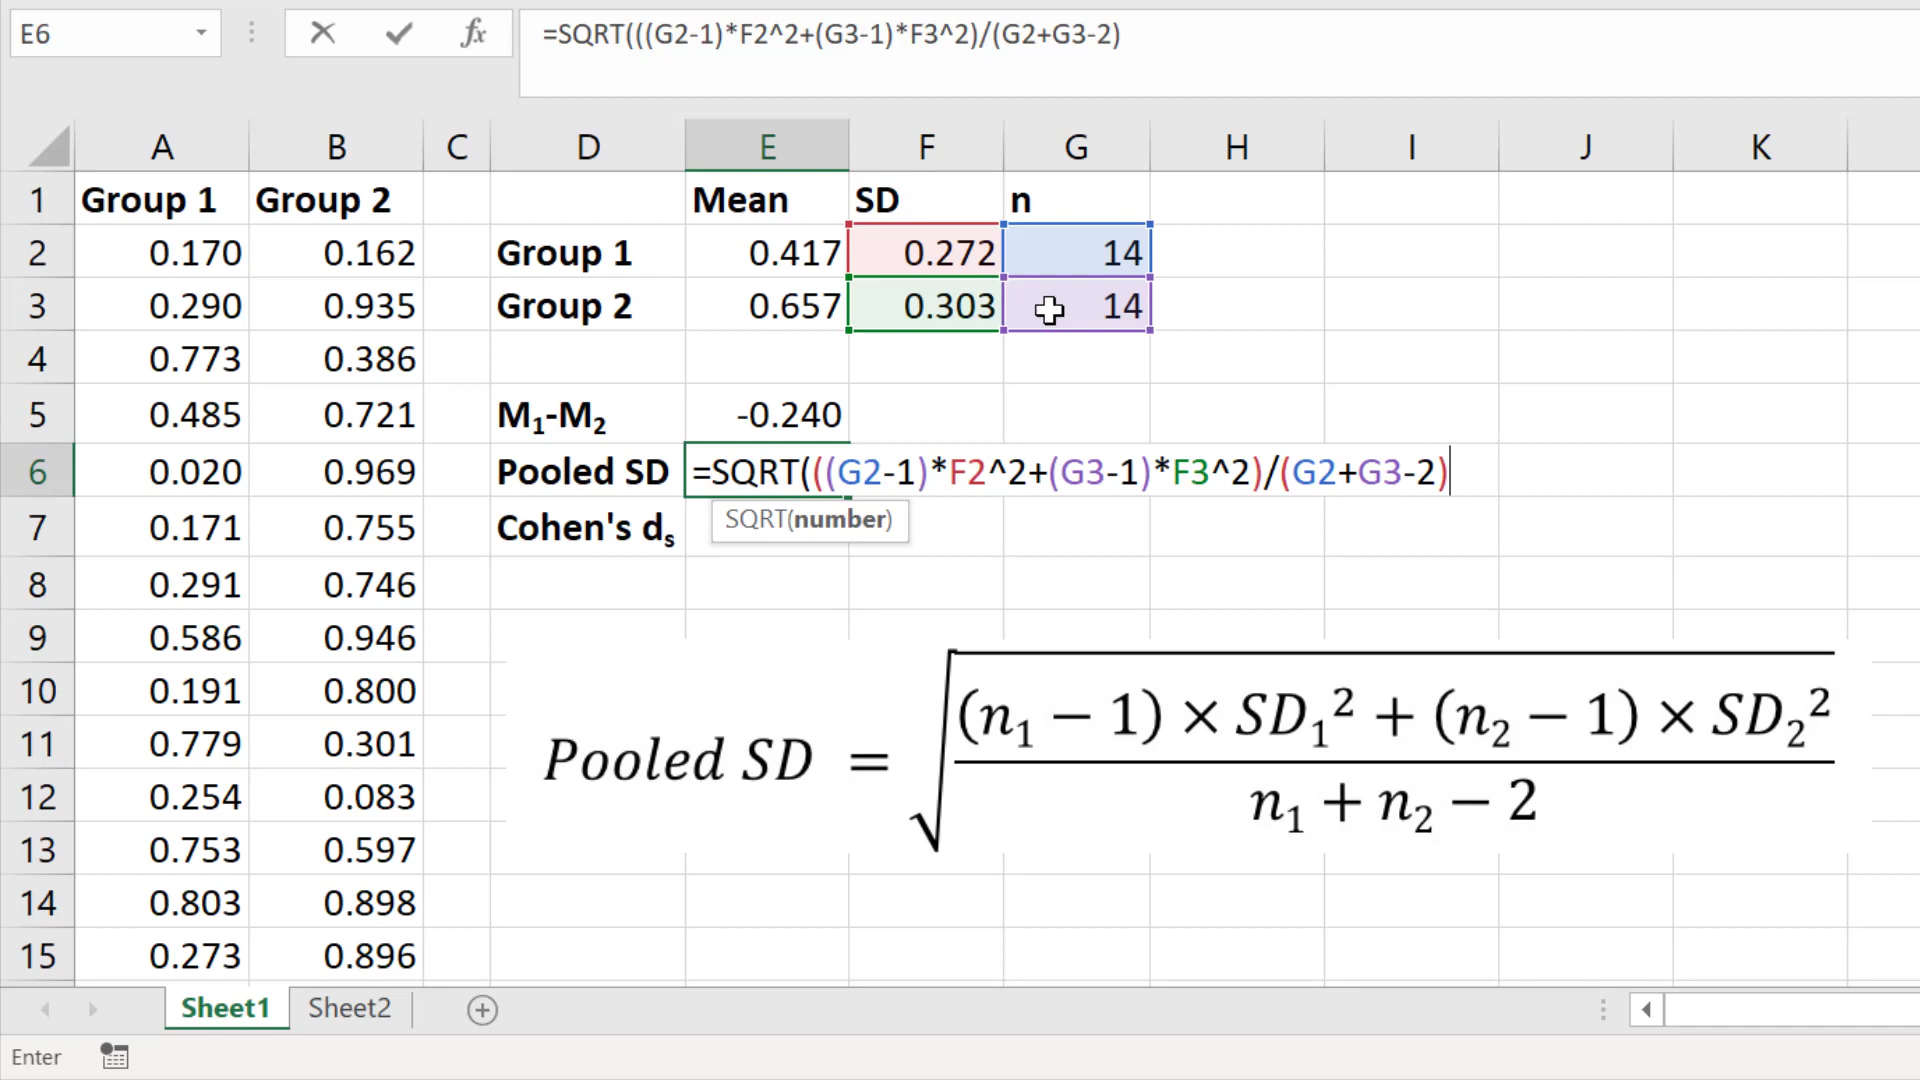 E6 fx =SQRT(((G2-1)*F2^2+(G3-1)*F3^2)/(G2+G3-2)
A B C D E F G H I J K
1 Group 1 Group 2 Mean SD n
2 0.170 0.162 Group 1 0.417 0.272 14
3 0.290 0.935 Group 2 0.657 0.303 14
4 0.773 0.386
5 0.485 0.721 M₁-M₂ -0.240
6 0.020 0.969 Pooled SD =SQRT(((G2-1)*F2^2+(G3-1)*F3^2)/(G2+G3-2)
SQRT(number)
7 0.171 0.755 Cohen's dₛ
8 0.291 0.746
9 0.586 0.946
10 0.191 0.800
11 0.779 0.301
12 0.254 0.083
13 0.753 0.597
14 0.803 0.898
15 0.273 0.896
(n₁ − 1) × SD₁² + (n₂ − 1) × SD₂²
Pooled SD = √
n₁ + n₂ − 2
Sheet1 Sheet2
Enter